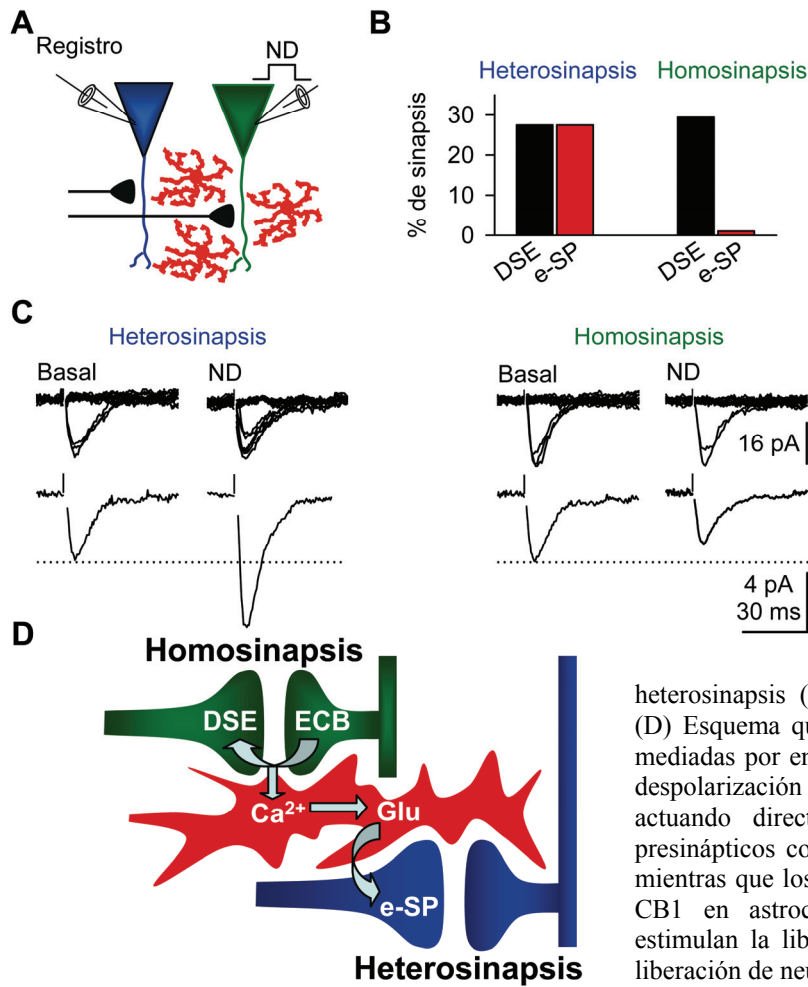 A
Registro
ND
B
Heterosinapsis
Homosinapsis
% de sinapsis
30
20
10
0
DSE
e-SP
DSE
e-SP
C
Heterosinapsis
Homosinapsis
Basal
ND
Basal
ND
16 pA
4 pA
30 ms
D
Homosinapsis
DSE
ECB
Ca2+
Glu
e-SP
Heterosinapsis
heterosinapsis (
(D) Esquema qu
mediadas por en
despolarización
actuando direct
presinápticos co
mientras que los
CB1 en astroc
estimulan la lib
liberación de neu